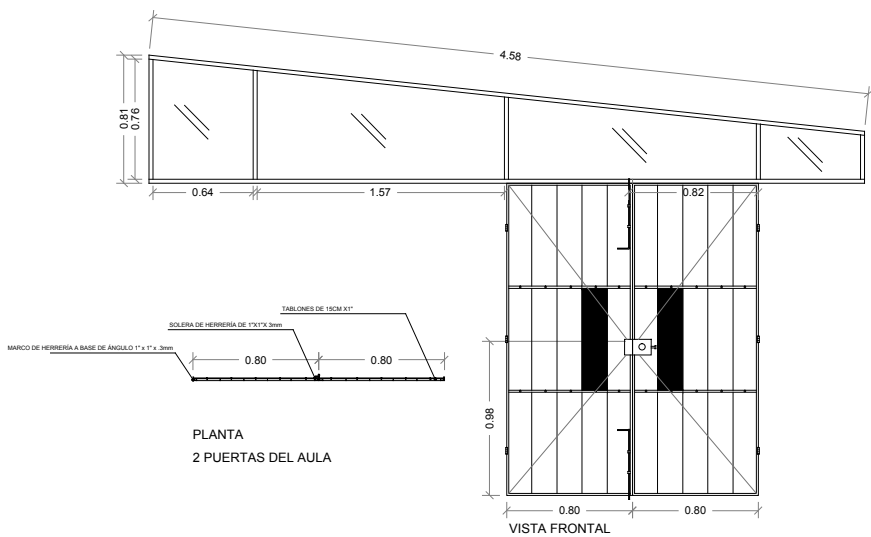 4.58
0.81
0.76
0.64
1.57
0.82
TABLONES DE 15CM X1"
SOLERA DE HERRERÍA DE 1"X1"X 3mm
MARCO DE HERRERÍA A BASE DE ÁNGULO 1" x 1" x .3mm
0.80
0.80
0.98
PLANTA
2 PUERTAS DEL AULA
0.80
0.80
VISTA FRONTAL